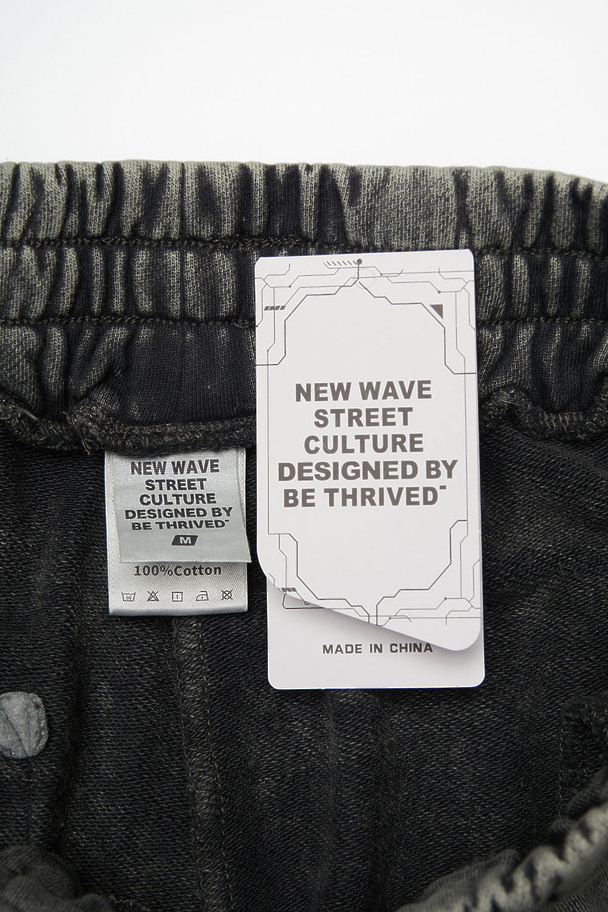 NEW WAVE
STREET
CULTURE
DESIGNED BY
BE THRIVED
M
100%Cotton
NEW WAVE
STREET
CULTURE
DESIGNED BY
BE THRIVED
MADE IN CHINA